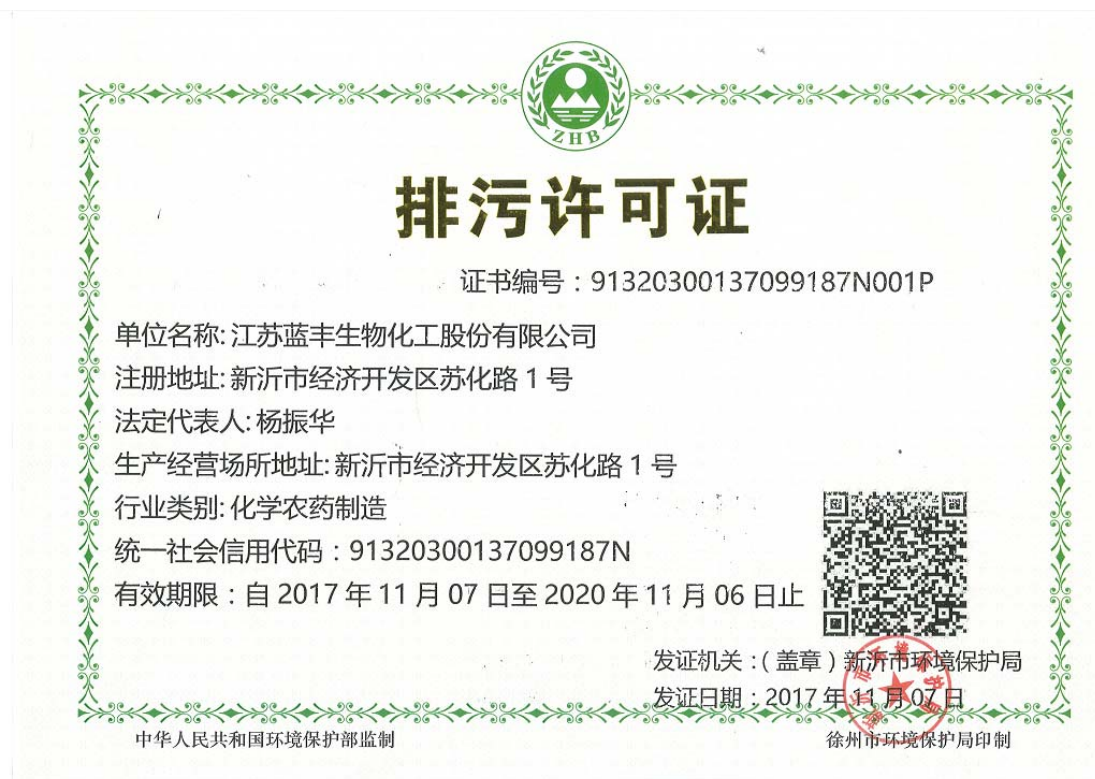 ZHB
排污许可证
证书编号：91320300137099187N001P
单位名称: 江苏蓝丰生物化工股份有限公司
注册地址: 新沂市经济开发区苏化路 1 号
法定代表人: 杨振华
生产经营场所地址: 新沂市经济开发区苏化路 1 号
行业类别: 化学农药制造
统一社会信用代码：91320300137099187N
有效期限：自 2017 年 11 月 07 日至 2020 年 11 月 06 日止
发证机关：（盖章）新沂市环境保护局
发证日期：2017 年 11 月 07 日
中华人民共和国环境保护部监制
徐州市环境保护局印制